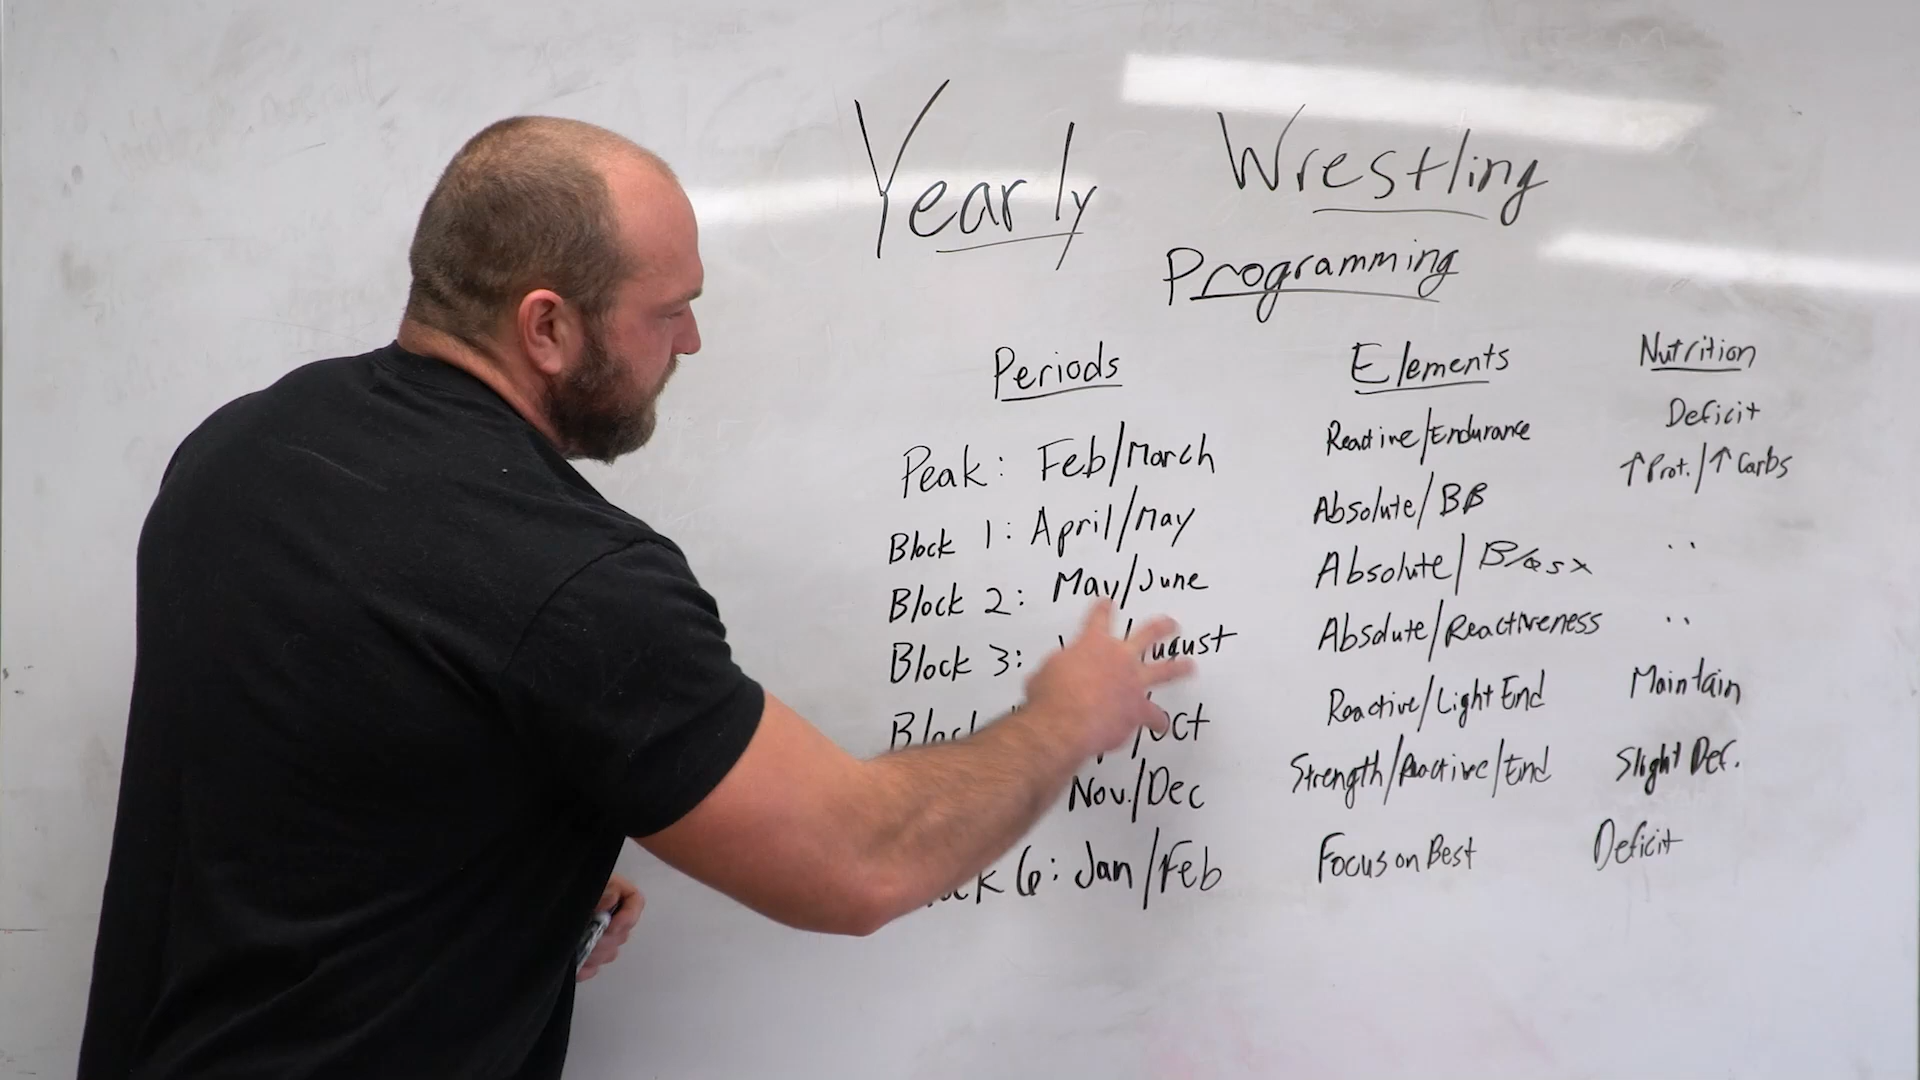 Yearly Wrestling
Programming
Periods Elements Nutrition
Peak: Feb/March Reactive/Endurance Deficit
Block 1: April/May Absolute/BB ↑Prot./↑Carbs
Block 2: May/June Absolute/ ··
Block 3: /August Absolute/Reactiveness ··
/Oct Reactive/Light End Maintain
Nov./Dec Strength/Reactive/End Slight Def.
6: Jan/Feb Focus on Best Deficit